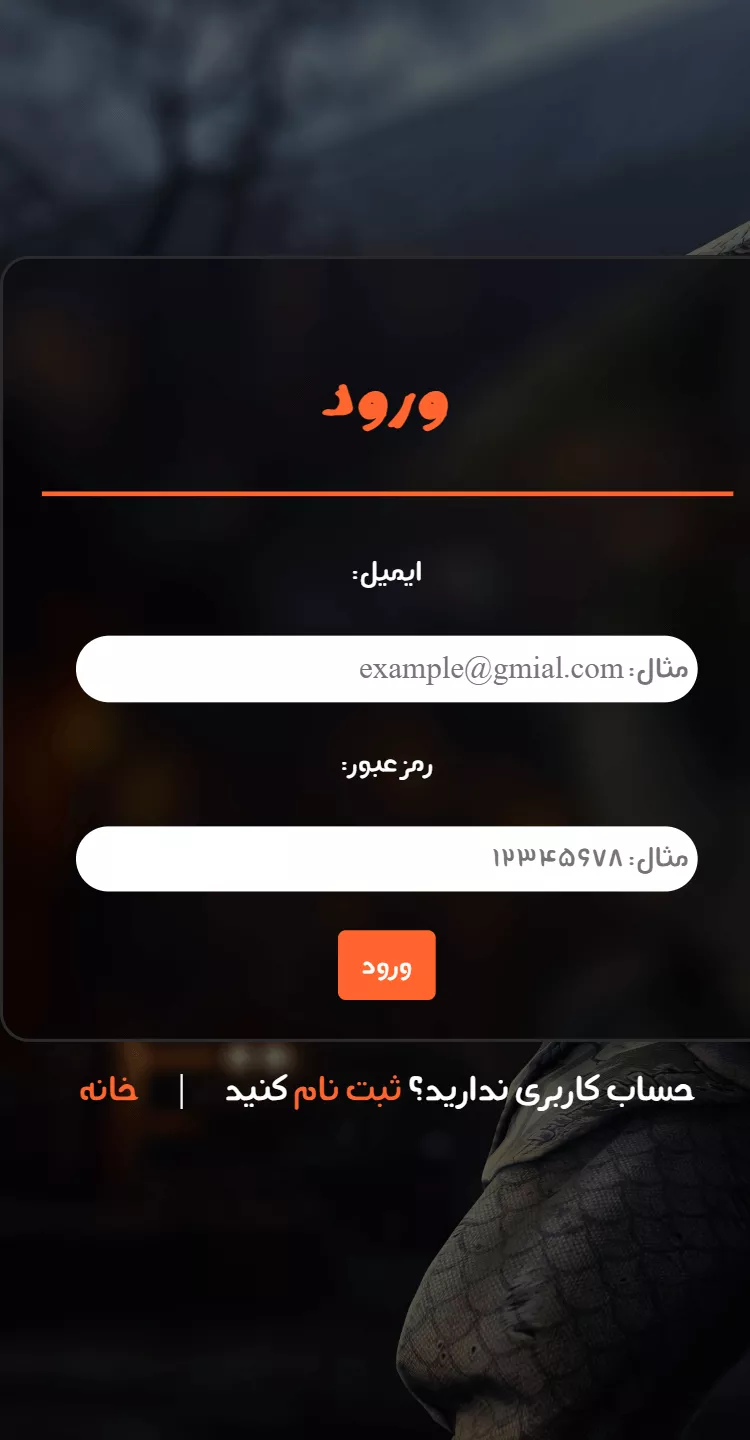 ورود
ایمیل:
مثال: example@gmial.com
رمز عبور:
مثال: ۱۲۳۴۵۶۷۸
ورود
حساب کاربری ندارید؟ ثبت نام کنید | خانه